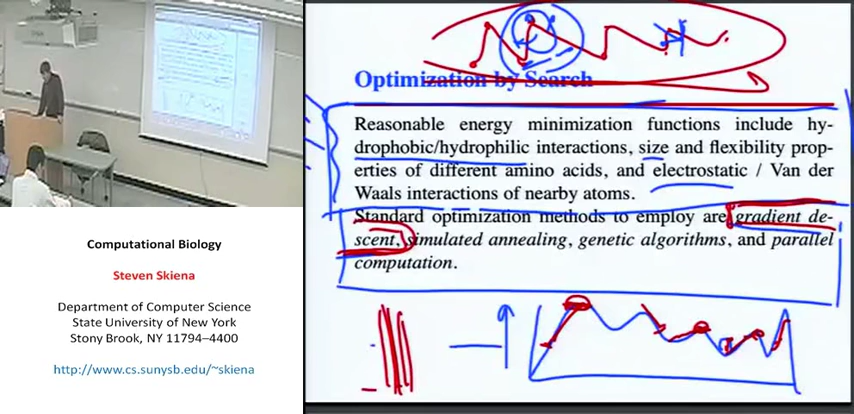 Optimization by Search
Reasonable energy minimization functions include hy-
drophobic/hydrophilic interactions, size and flexibility prop-
erties of different amino acids, and electrostatic / Van der
Waals interactions of nearby atoms.
Standard optimization methods to employ are gradient de-
scent, simulated annealing, genetic algorithms, and parallel
computation.
Computational Biology
Steven Skiena
Department of Computer Science
State University of New York
Stony Brook, NY 11794–4400
http://www.cs.sunysb.edu/~skiena